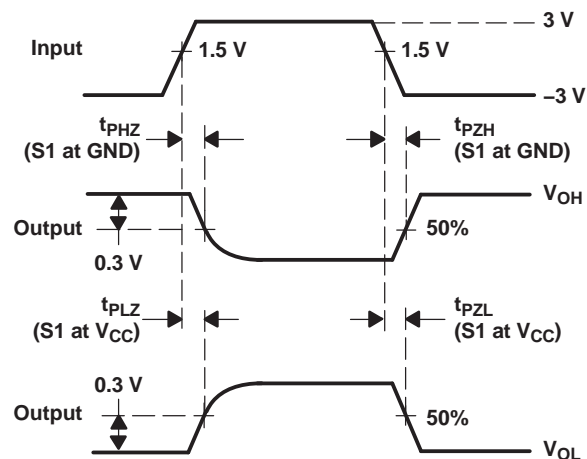 3 V
Input
1.5 V
1.5 V
–3 V
tPHZ
(S1 at GND)
tPZH
(S1 at GND)
VOH
Output
50%
0.3 V
tPLZ
(S1 at VCC)
tPZL
(S1 at VCC)
0.3 V
Output
50%
VOL